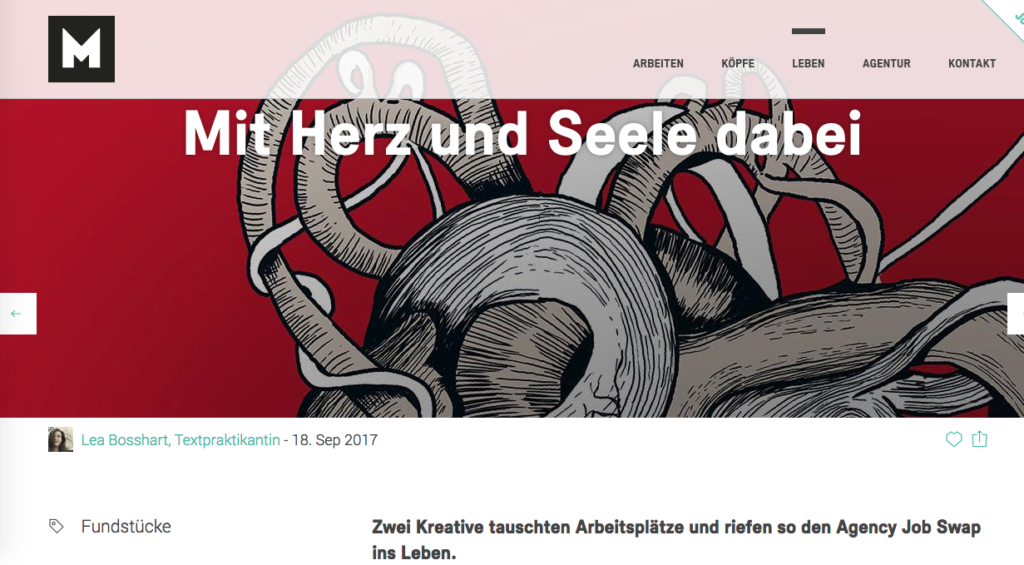 M
ARBEITEN KÖPFE LEBEN AGENTUR KONTAKT
Mit Herz und Seele dabei
Lea Bosshart, Textpraktikantin - 18. Sep 2017
Fundstücke
Zwei Kreative tauschten Arbeitsplätze und riefen so den Agency Job Swap
ins Leben.